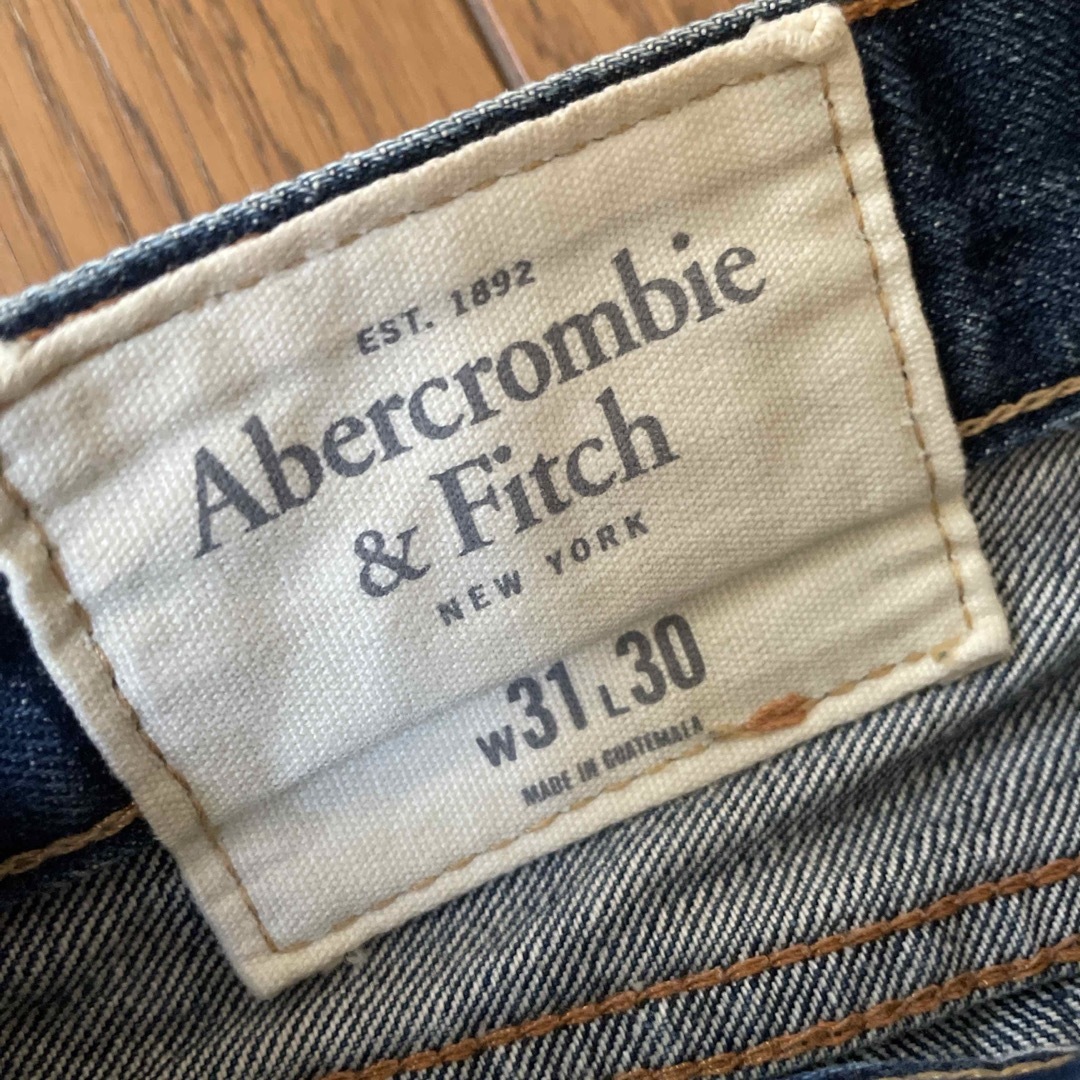 EST. 1892
Abercrombie
& Fitch
NEW YORK
W31 L30
MADE IN GUATEMALA